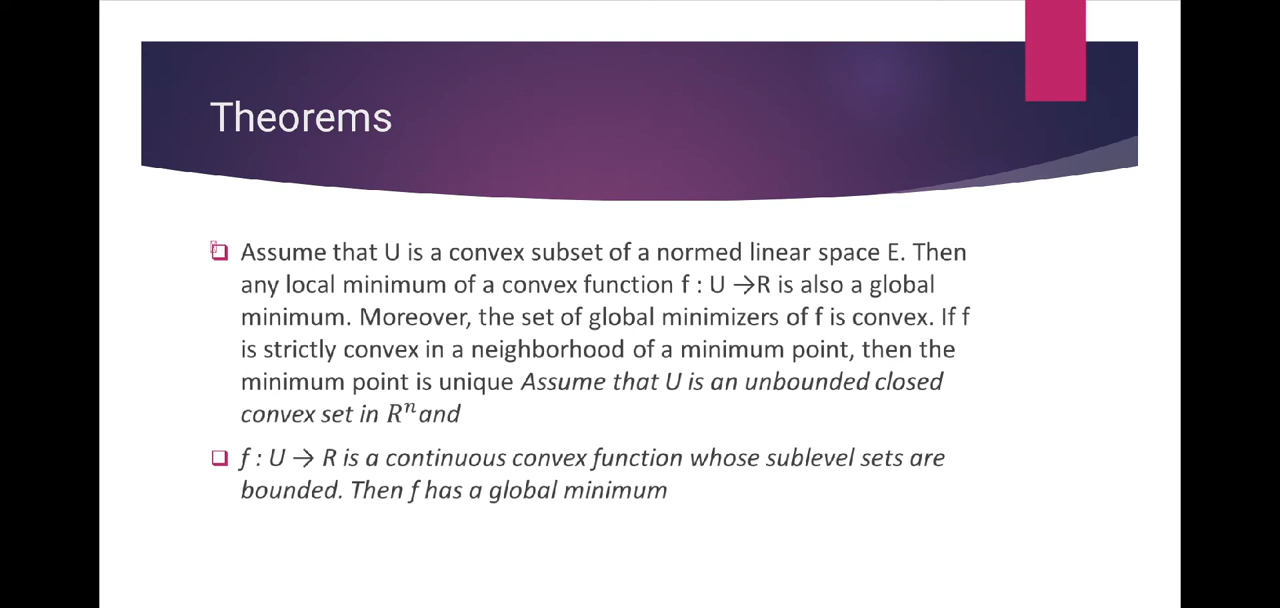 Theorems
Assume that U is a convex subset of a normed linear space E. Then
any local minimum of a convex function f : U →R is also a global
minimum. Moreover, the set of global minimizers of f is convex. If f
is strictly convex in a neighborhood of a minimum point, then the
minimum point is unique Assume that U is an unbounded closed
convex set in Rⁿ and
f : U → R is a continuous convex function whose sublevel sets are
bounded. Then f has a global minimum